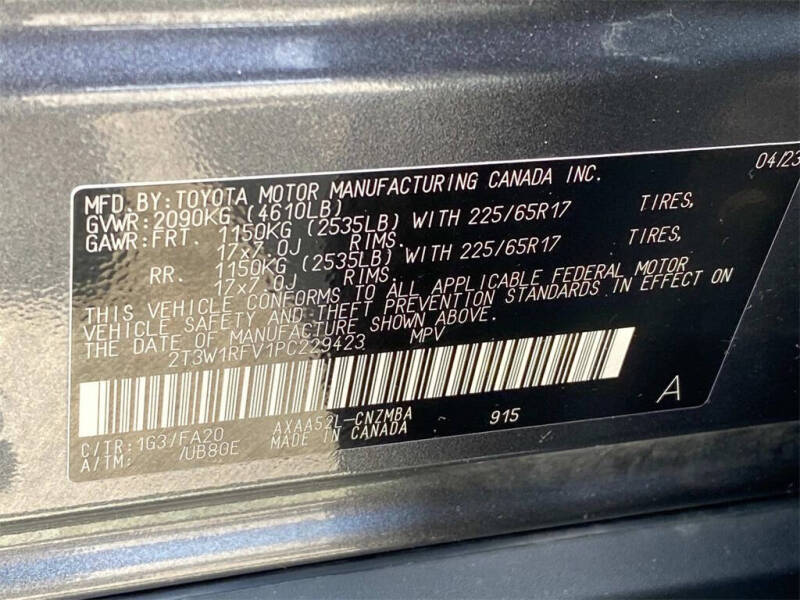 04/23
MFD.BY:TOYOTA MOTOR MANUFACTURING CANADA INC.
GVWR:2090KG (4610LB)
GAWR:FRT. 1150KG (2535LB) WITH 225/65R17 TIRES,
17x7.0J RIMS.
RR. 1150KG (2535LB) WITH 225/65R17 TIRES,
17x7.0J RIMS.
THIS VEHICLE CONFORMS TO ALL APPLICABLE FEDERAL MOTOR
VEHICLE SAFETY AND THEFT PREVENTION STANDARDS IN EFFECT ON
THE DATE OF MANUFACTURE SHOWN ABOVE.
2T3W1RFV1PC229423 MPV
C/TR:1G3/FA20 AXAA52L-CNZMBA 915 A
A/TM: /UB80E MADE IN CANADA